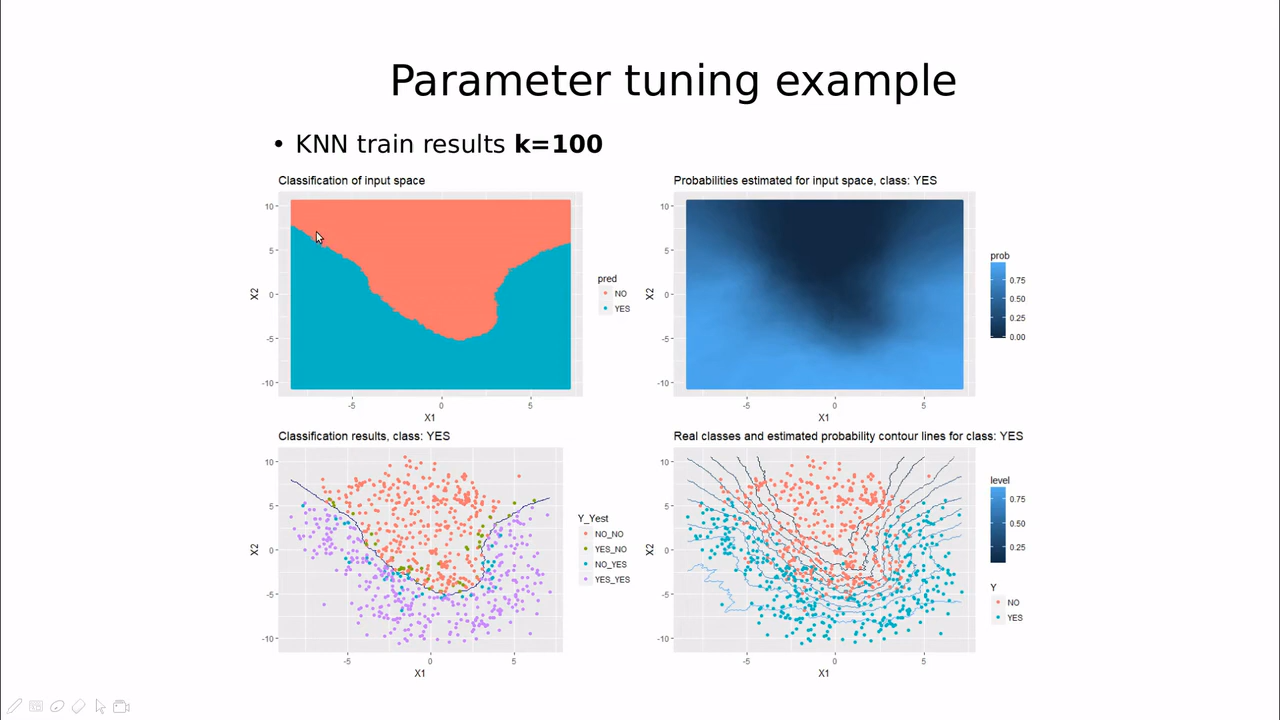 Parameter tuning example
• KNN train results k=100
Classification of input space
10
5
0
-5
-10
X2
-5
0
5
X1
pred
NO
YES
Probabilities estimated for input space, class: YES
10
5
0
-5
-10
X2
-5
0
5
X1
prob
0.75
0.50
0.25
0.00
Classification results, class: YES
10
5
0
-5
-10
X2
-5
0
5
X1
Y_Yest
NO_NO
YES_NO
NO_YES
YES_YES
Real classes and estimated probability contour lines for class: YES
10
5
0
-5
-10
X2
-5
0
5
X1
level
0.75
0.50
0.25
Y
NO
YES